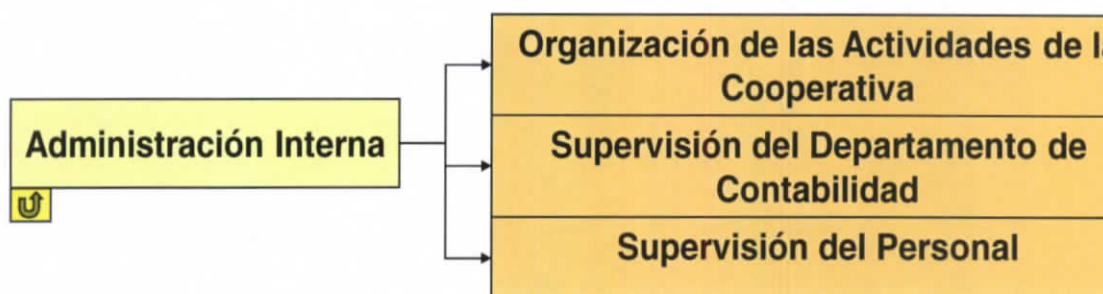 Organización de las Actividades de la
Cooperativa
Administración Interna
Supervisión del Departamento de
Contabilidad
Supervisión del Personal